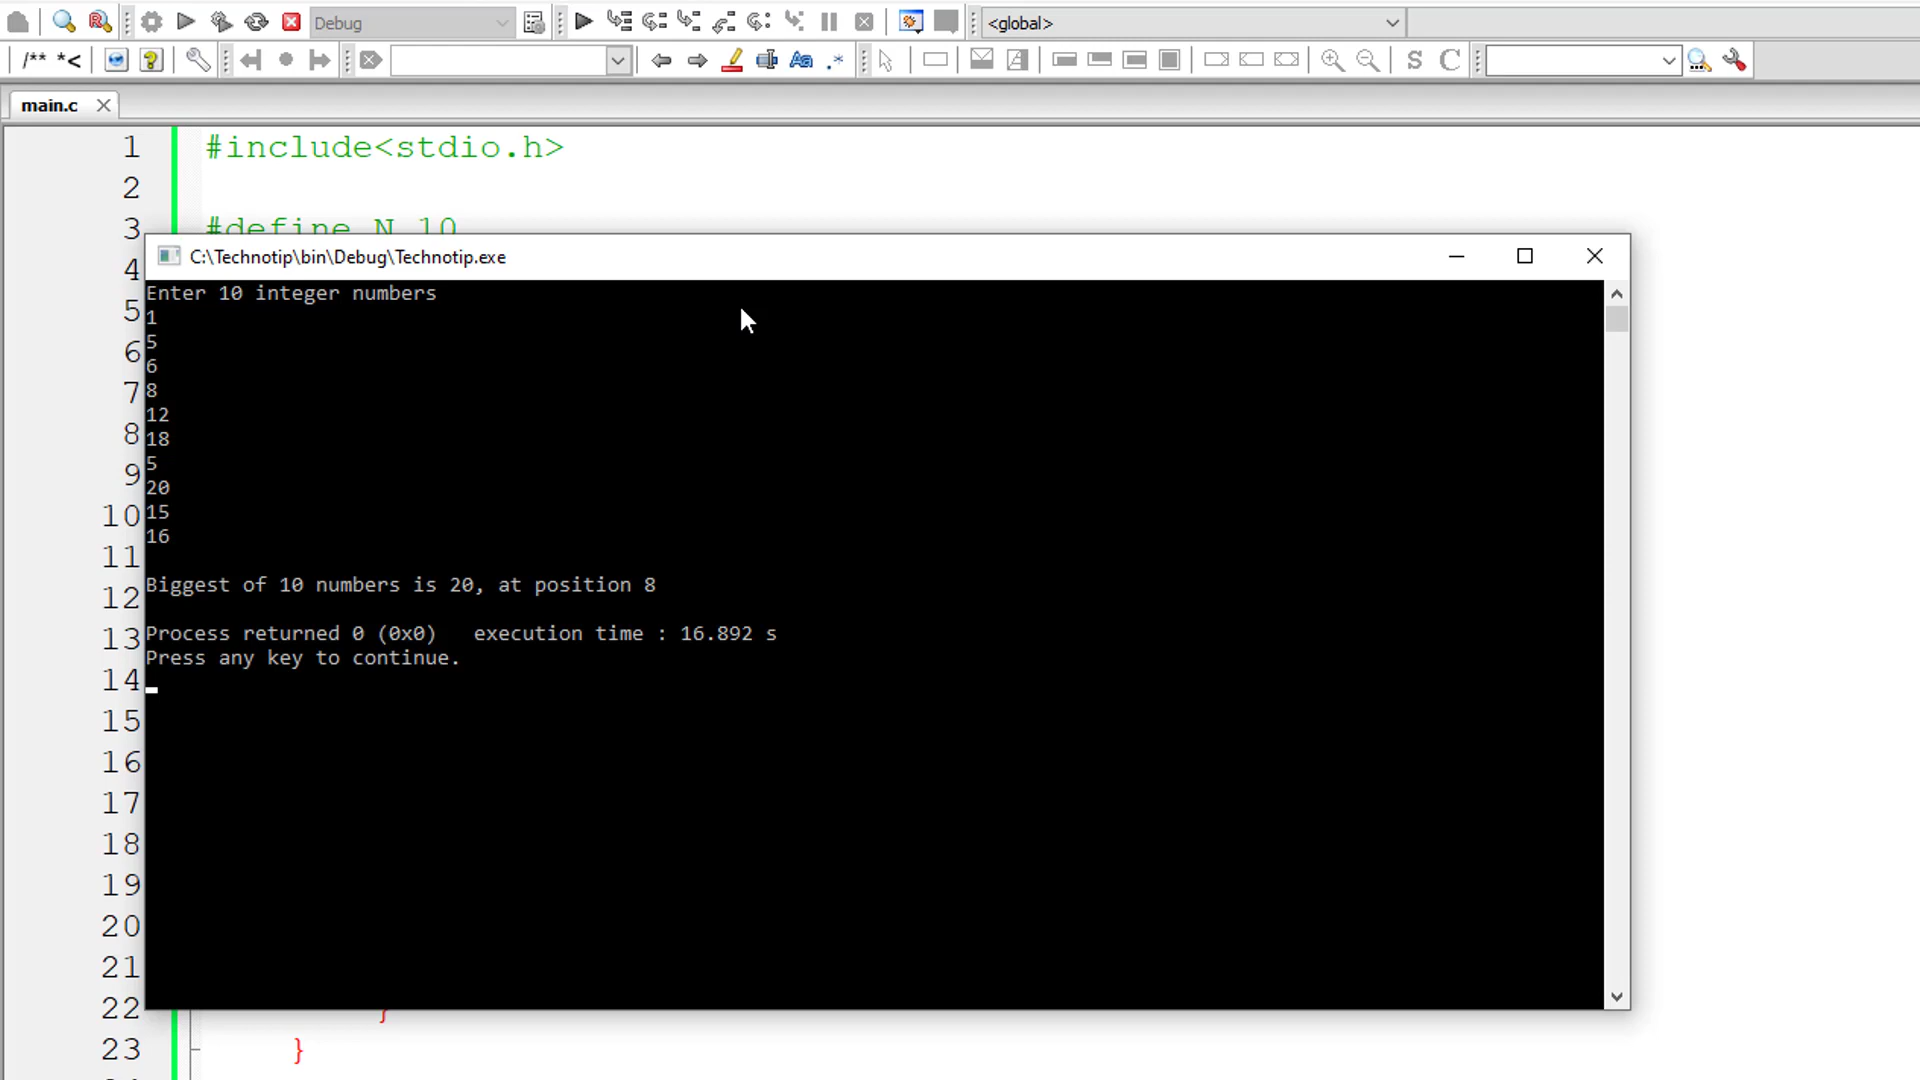 Debug
<global>
/** *<
Aa
.*
S
C
main.c
1 #include<stdio.h>
2
3 #define N 10
C:\Technotip\bin\Debug\Technotip.exe
4
Enter 10 integer numbers
5
1
5
6
6
7
8
12
8
18
9
5
20
10
15
16
11
12
Biggest of 10 numbers is 20, at position 8
13
Process returned 0 (0x0)   execution time : 16.892 s
Press any key to continue.
14
15
16
17
18
19
20
21
22 }
23 }